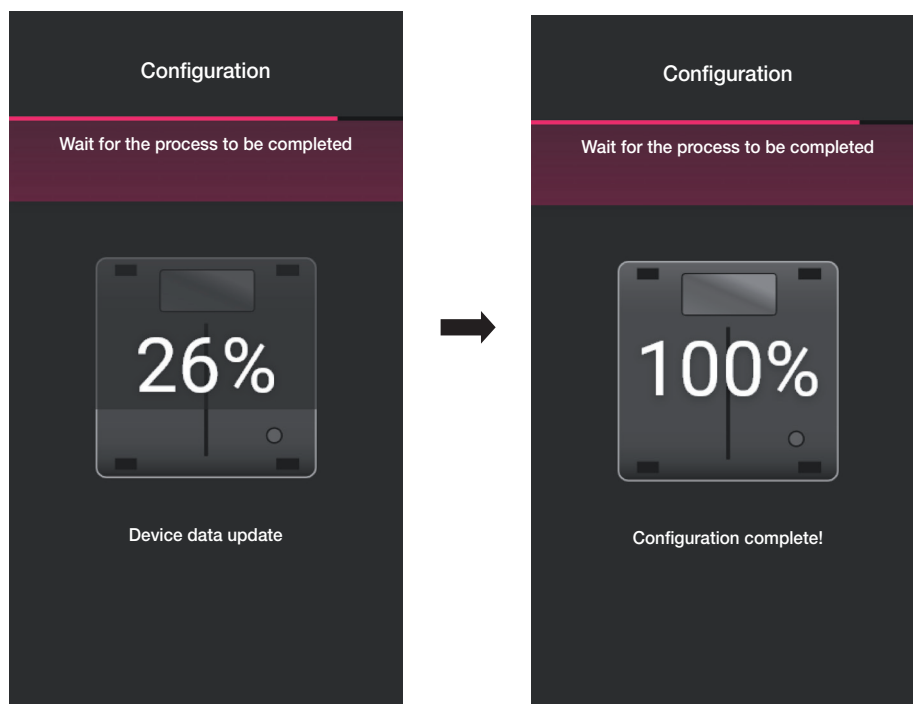 Configuration
Wait for the process to be completed
26%
Device data update
Configuration
Wait for the process to be completed
100%
Configuration complete!